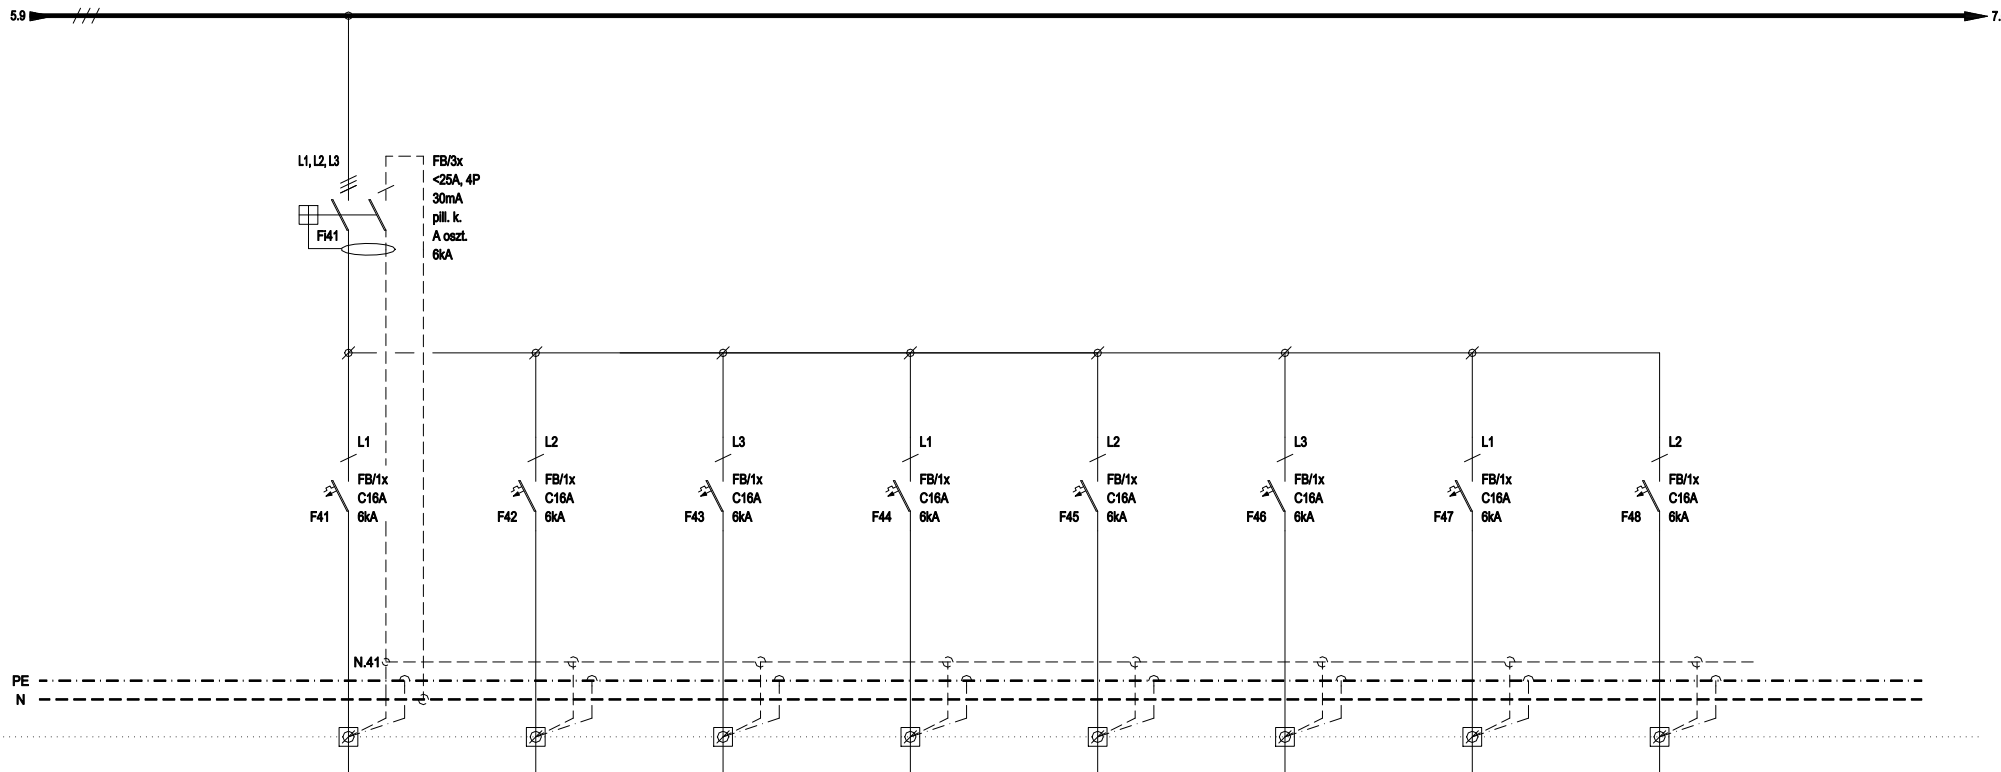 5.9
7.
L1, L2, L3
FB/3x
<25A, 4P
30mA
pill. k.
A oszt.
6kA
Fi41
L1
FB/1x
C16A
6kA
F41
L2
FB/1x
C16A
6kA
F42
L3
FB/1x
C16A
6kA
F43
L1
FB/1x
C16A
6kA
F44
L2
FB/1x
C16A
6kA
F45
L3
FB/1x
C16A
6kA
F46
L1
FB/1x
C16A
6kA
F47
L2
FB/1x
C16A
6kA
F48
N.41
PE
N